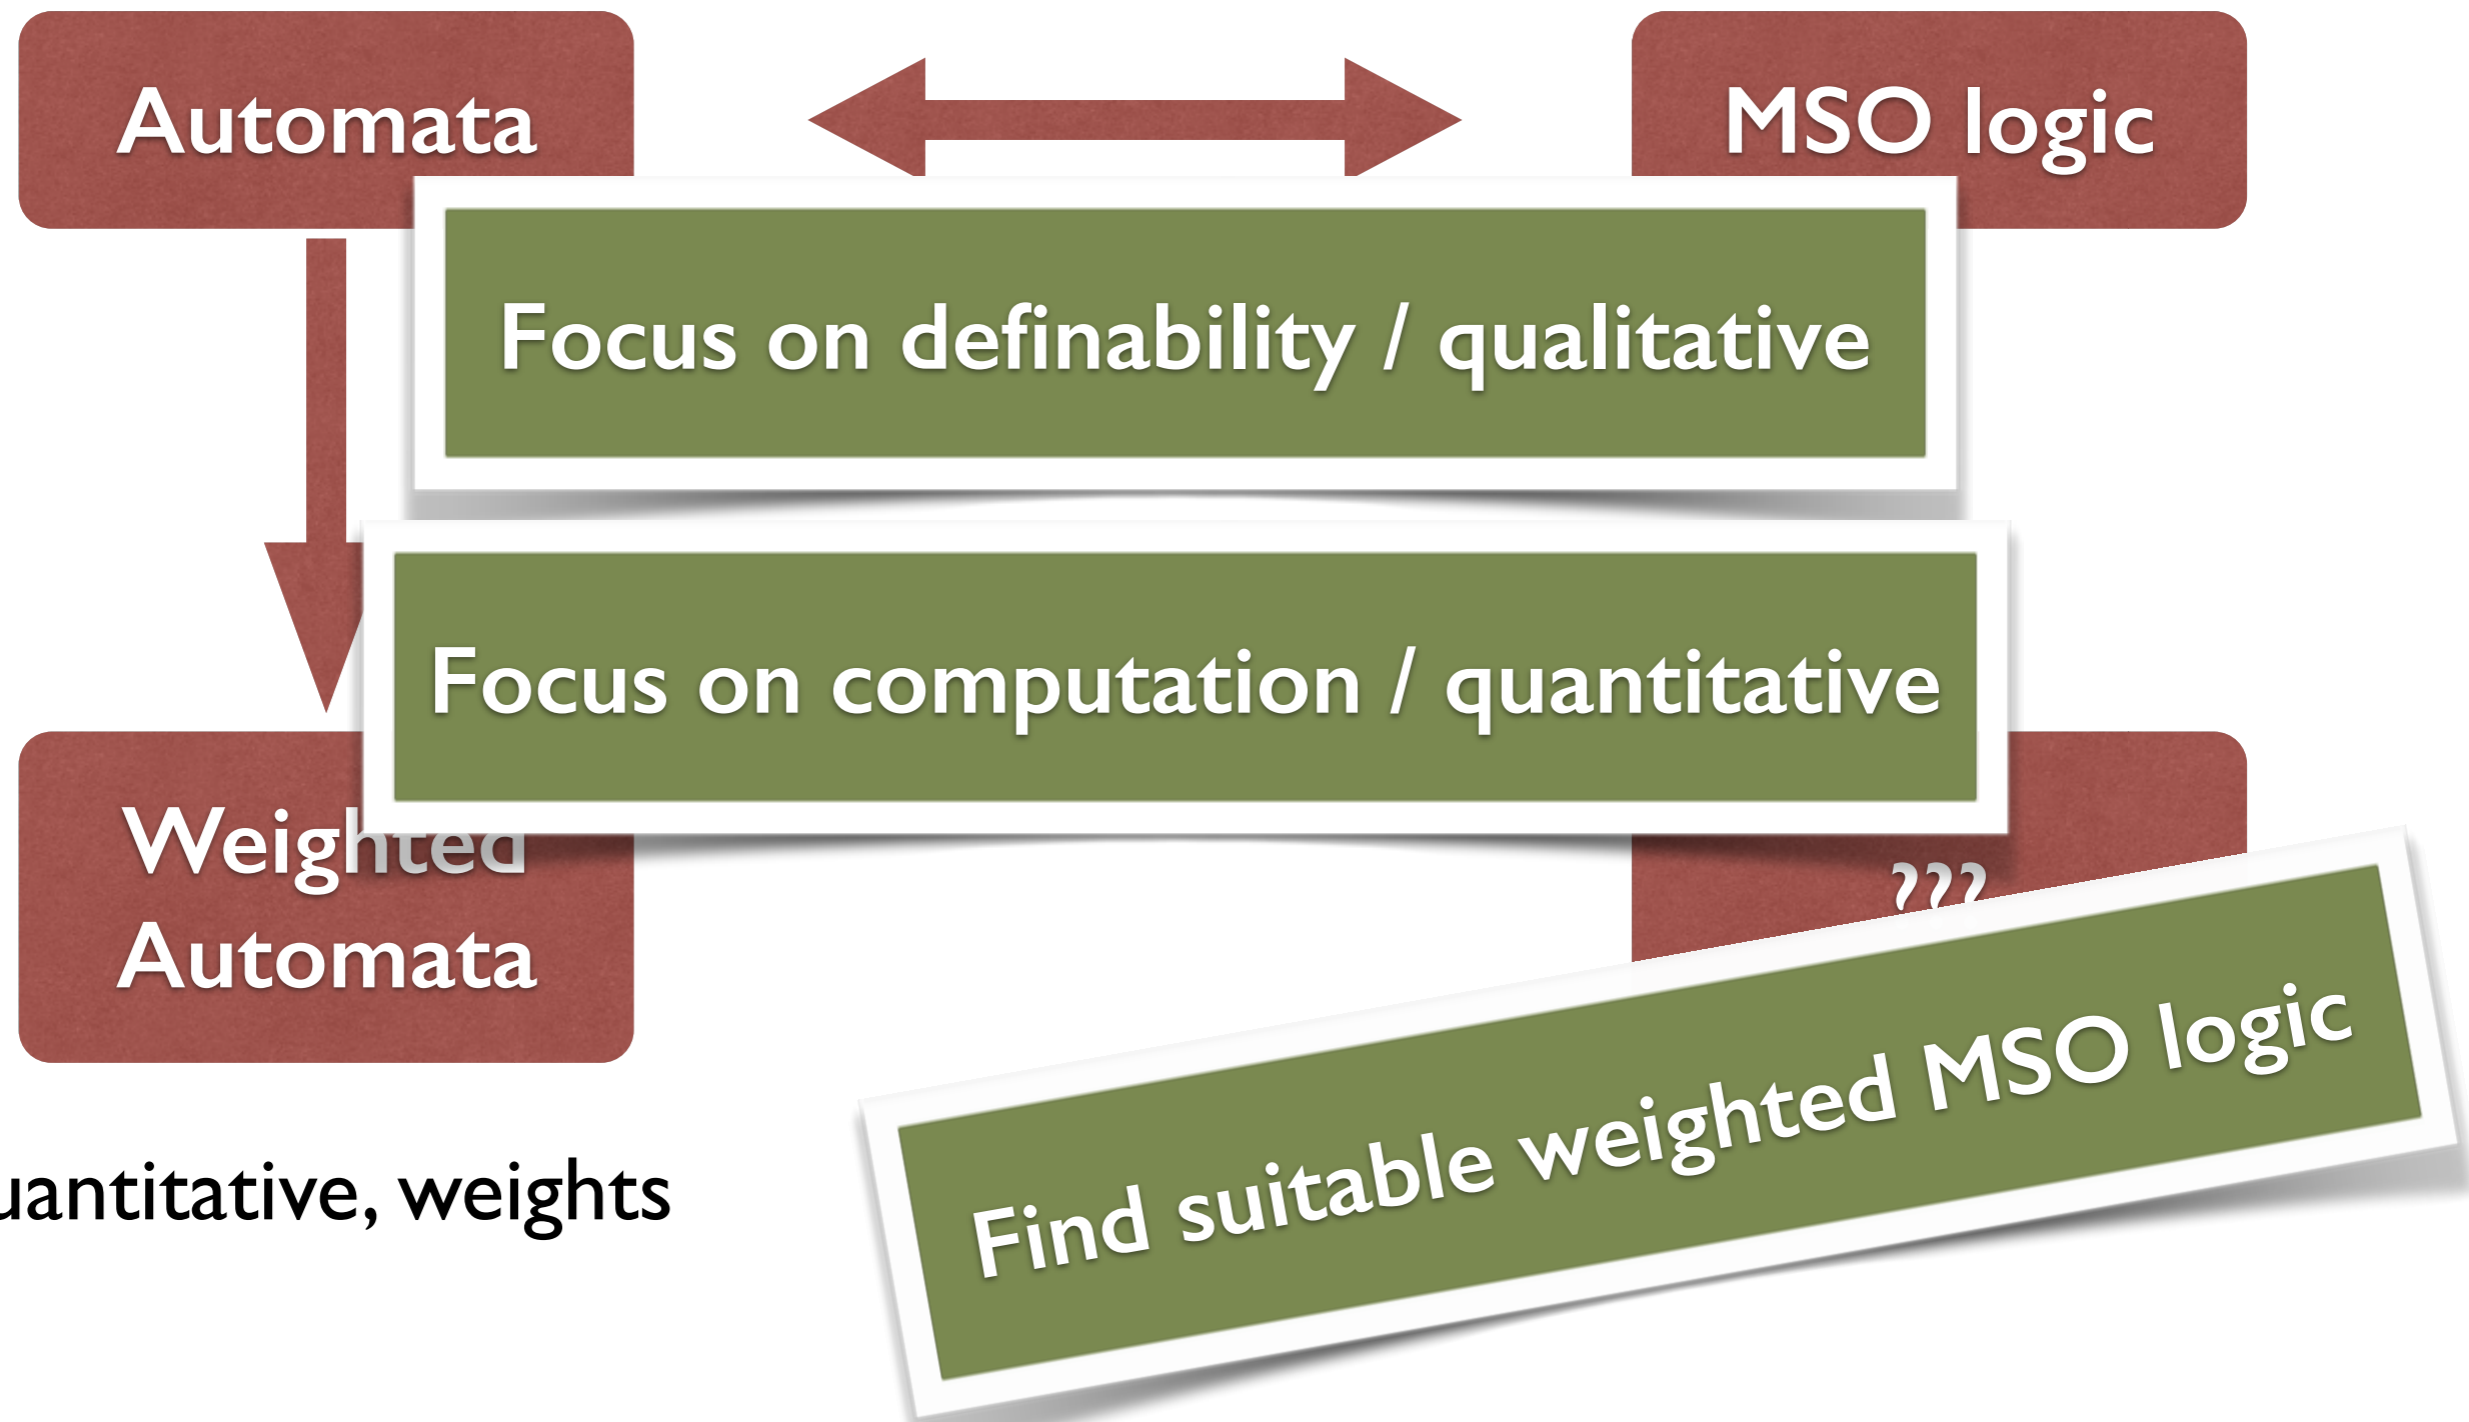 Automata
MSO logic
Focus on definability / qualitative
Focus on computation / quantitative
Weighted
Automata
???
Find suitable weighted MSO logic
uantitative, weights